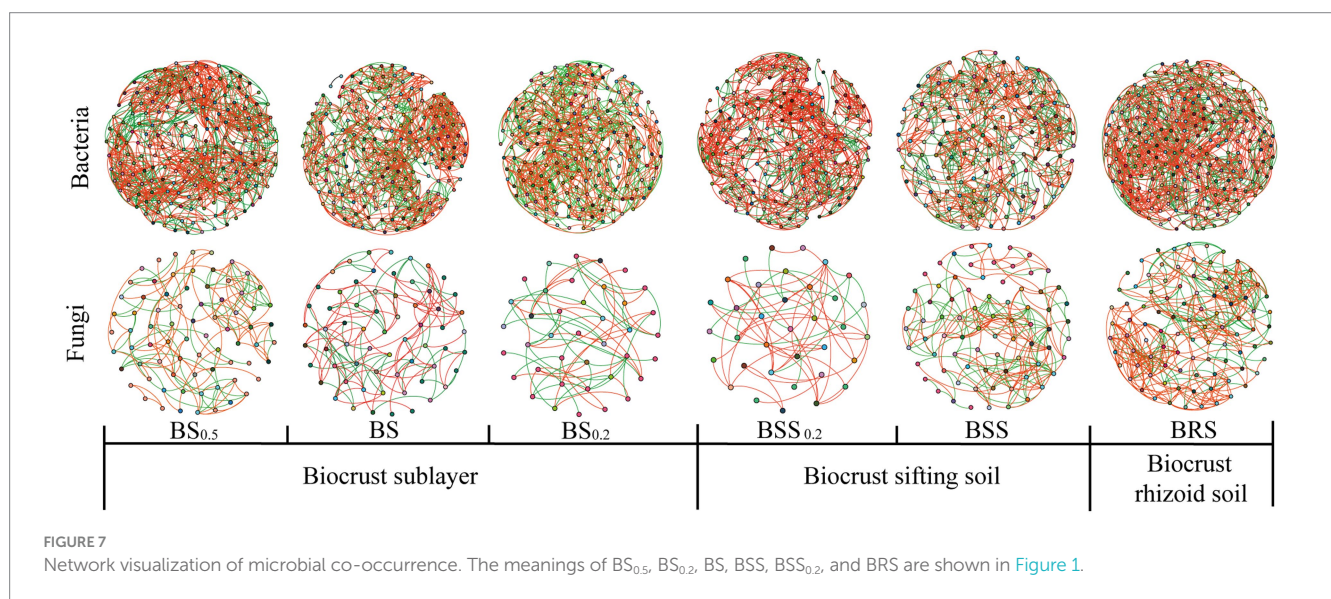 Bacteria
Fungi
BS0.5 BS BS0.2 BSS0.2 BSS BRS
Biocrust sublayer Biocrust sifting soil Biocrust
rhizoid soil
FIGURE 7
Network visualization of microbial co-occurrence. The meanings of BS0.5, BS0.2, BS, BSS, BSS0.2, and BRS are shown in Figure 1.